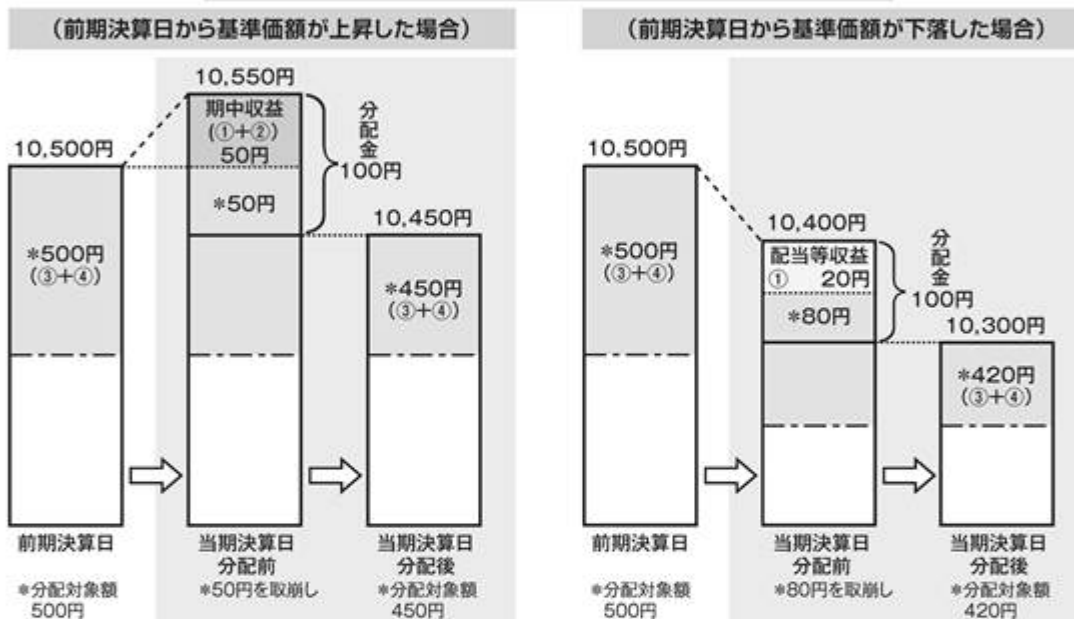 (前期決算日から基準価額が上昇した場合)
10,550円
期中収益
(①+②)
50円
*50円
分配金
100円
10,500円
*500円
(③+④)
10,450円
*450円
(③+④)
前期決算日
*分配対象額
500円
当期決算日
分配前
*50円を取崩し
当期決算日
分配後
*分配対象額
450円
(前期決算日から基準価額が下落した場合)
10,500円
*500円
(③+④)
10,400円
配当等収益
① 20円
*80円
分配金
100円
10,300円
*420円
(③+④)
前期決算日
*分配対象額
500円
当期決算日
分配前
*80円を取崩し
当期決算日
分配後
*分配対象額
420円